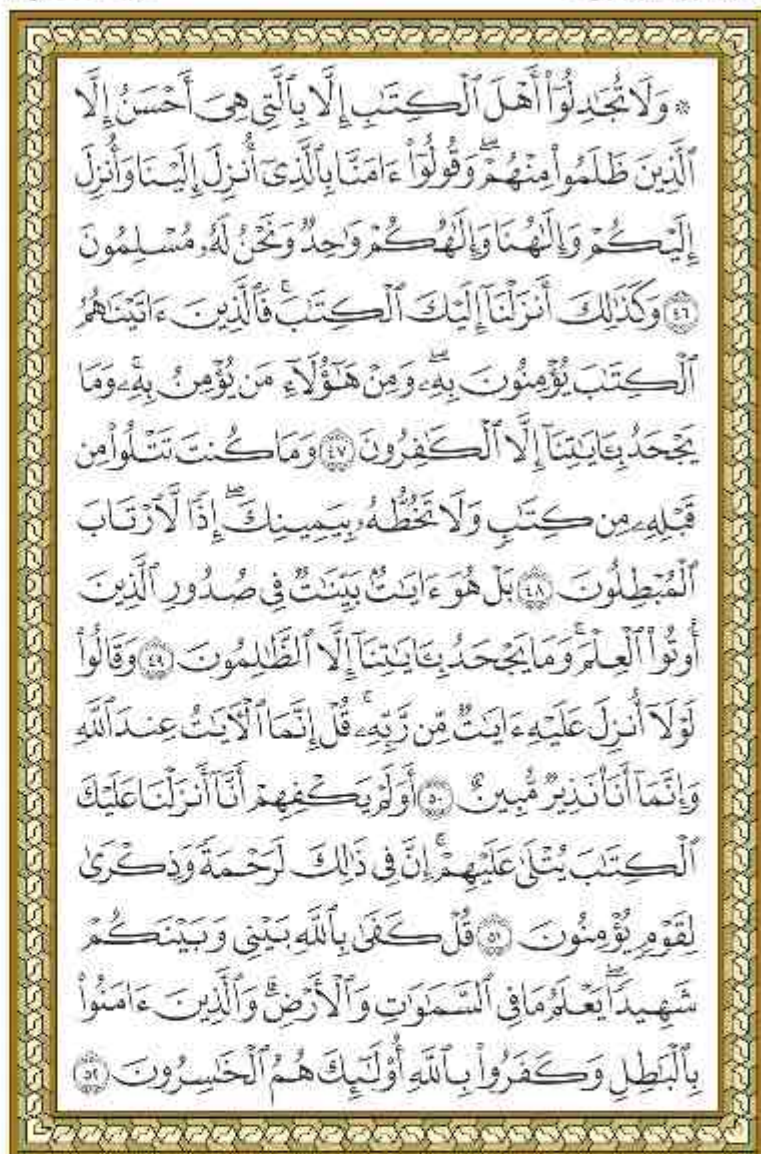 ۞ وَلَا تُجَٰدِلُوٓا۟ أَهْلَ ٱلْكِتَٰبِ إِلَّا بِٱلَّتِى هِىَ أَحْسَنُ إِلَّا
ٱلَّذِينَ ظَلَمُوا۟ مِنْهُمْ ۖ وَقُولُوٓا۟ ءَامَنَّا بِٱلَّذِىٓ أُنزِلَ إِلَيْنَا وَأُنزِلَ
إِلَيْكُمْ وَإِلَٰهُنَا وَإِلَٰهُكُمْ وَٰحِدٌ وَنَحْنُ لَهُۥ مُسْلِمُونَ
۝٤٦ وَكَذَٰلِكَ أَنزَلْنَآ إِلَيْكَ ٱلْكِتَٰبَ ۚ فَٱلَّذِينَ ءَاتَيْنَٰهُمُ
ٱلْكِتَٰبَ يُؤْمِنُونَ بِهِۦ ۖ وَمِنْ هَٰٓؤُلَآءِ مَن يُؤْمِنُ بِهِۦ ۚ وَمَا
يَجْحَدُ بِـَٔايَٰتِنَآ إِلَّا ٱلْكَٰفِرُونَ ۝٤٧ وَمَا كُنتَ تَتْلُوا۟ مِن
قَبْلِهِۦ مِن كِتَٰبٍ وَلَا تَخُطُّهُۥ بِيَمِينِكَ ۖ إِذًا لَّٱرْتَابَ
ٱلْمُبْطِلُونَ ۝٤٨ بَلْ هُوَ ءَايَٰتٌۢ بَيِّنَٰتٌ فِى صُدُورِ ٱلَّذِينَ
أُوتُوا۟ ٱلْعِلْمَ ۚ وَمَا يَجْحَدُ بِـَٔايَٰتِنَآ إِلَّا ٱلظَّٰلِمُونَ ۝٤٩ وَقَالُوا۟
لَوْلَآ أُنزِلَ عَلَيْهِ ءَايَٰتٌ مِّن رَّبِّهِۦ ۖ قُلْ إِنَّمَا ٱلْءَايَٰتُ عِندَ ٱللَّهِ
وَإِنَّمَآ أَنَا۠ نَذِيرٌ مُّبِينٌ ۝٥٠ أَوَلَمْ يَكْفِهِمْ أَنَّآ أَنزَلْنَا عَلَيْكَ
ٱلْكِتَٰبَ يُتْلَىٰ عَلَيْهِمْ ۚ إِنَّ فِى ذَٰلِكَ لَرَحْمَةً وَذِكْرَىٰ
لِقَوْمٍ يُؤْمِنُونَ ۝٥١ قُلْ كَفَىٰ بِٱللَّهِ بَيْنِى وَبَيْنَكُمْ
شَهِيدًا ۖ يَعْلَمُ مَا فِى ٱلسَّمَٰوَٰتِ وَٱلْأَرْضِ ۗ وَٱلَّذِينَ ءَامَنُوا۟
بِٱلْبَٰطِلِ وَكَفَرُوا۟ بِٱللَّهِ أُو۟لَٰٓئِكَ هُمُ ٱلْخَٰسِرُونَ ۝٥٢